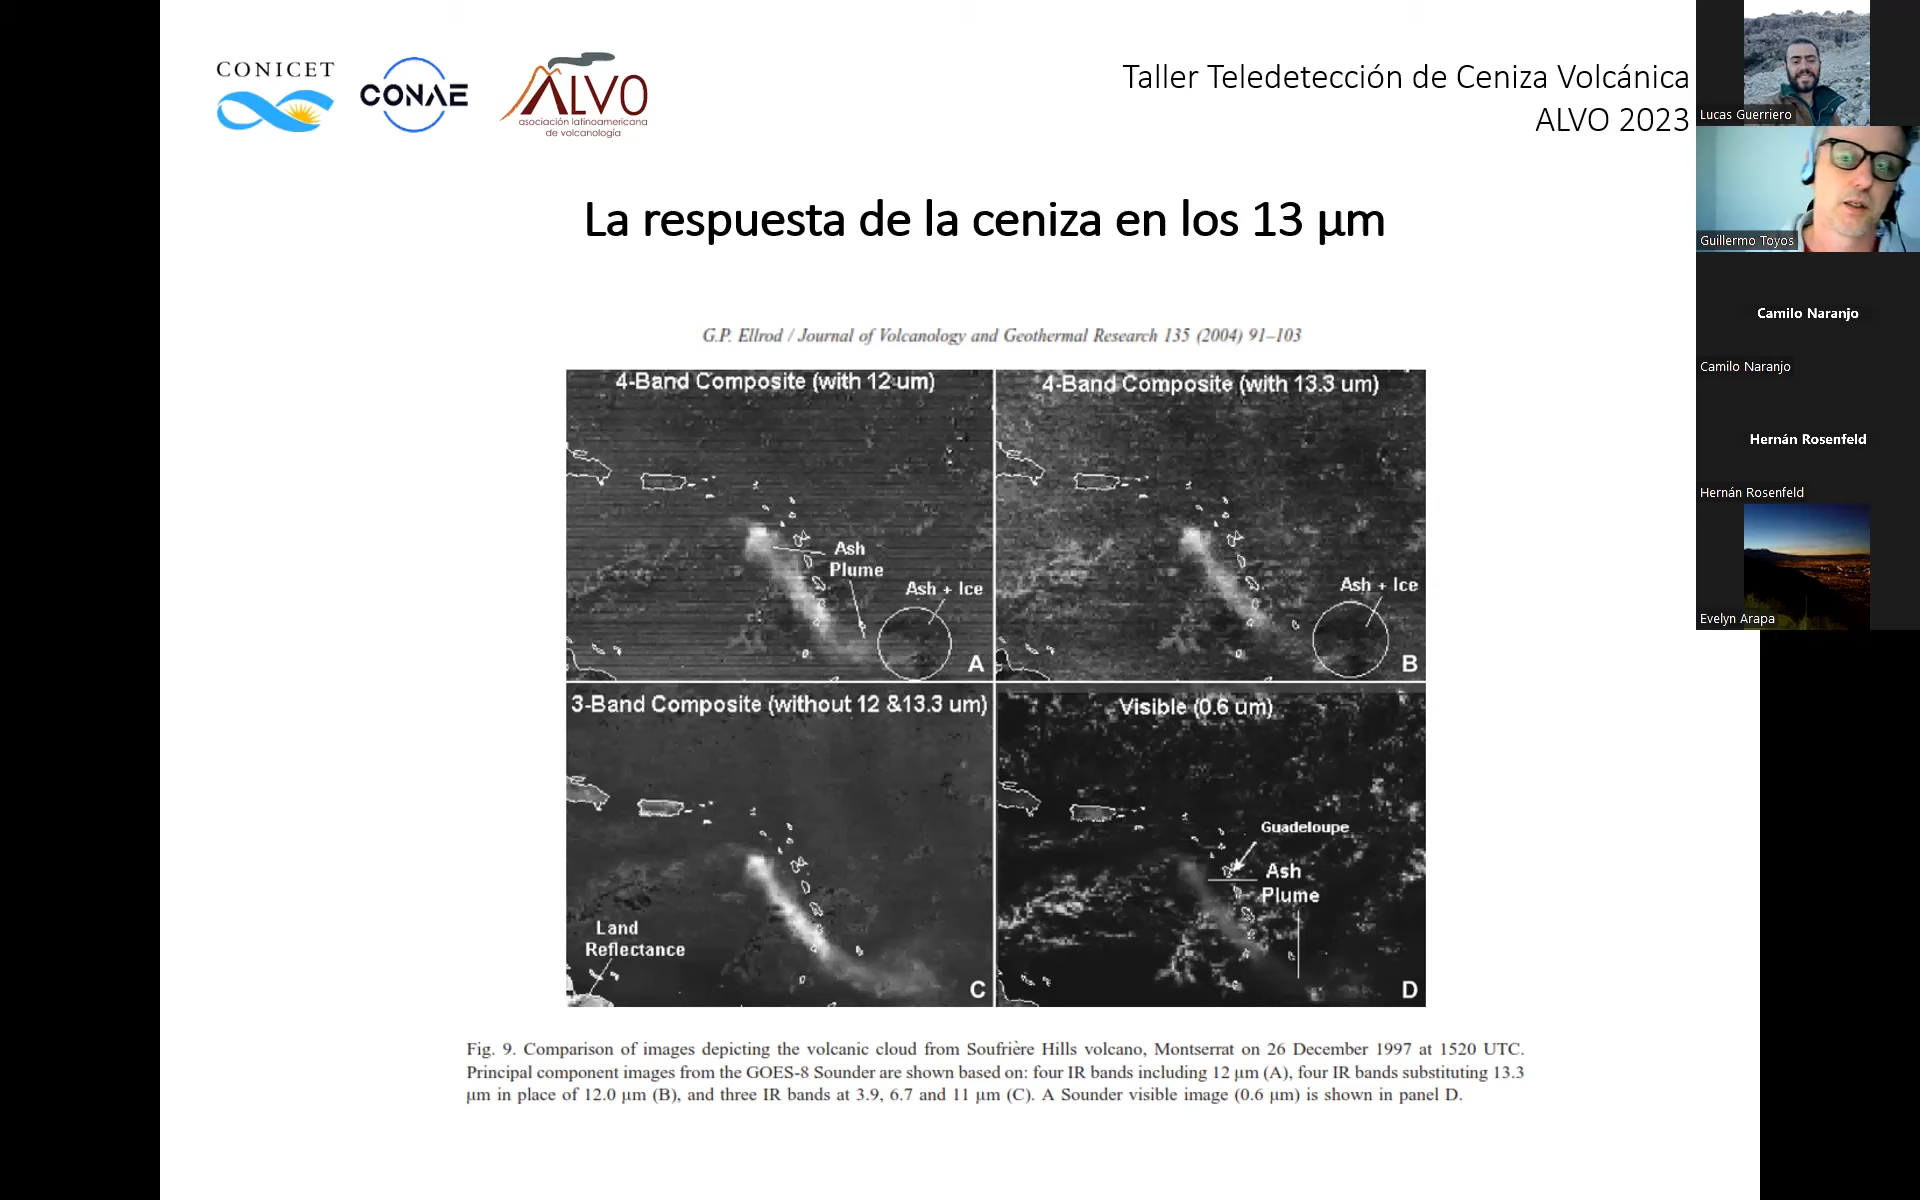 CONICET
CONAE
ALVO
asociación latinoamericana
de volcanología
Taller Teledetección de Ceniza Volcánica
ALVO 2023
La respuesta de la ceniza en los 13 µm
G.P. Ellrod / Journal of Volcanology and Geothermal Research 135 (2004) 91–103
4-Band Composite (with 12 um)
Ash
Plume
Ash + Ice
A
4-Band Composite (with 13.3 um)
Ash + Ice
B
3-Band Composite (without 12 &13.3 um)
Land
Reflectance
C
Visible (0.6 um)
Guadeloupe
Ash
Plume
D
Fig. 9. Comparison of images depicting the volcanic cloud from Soufrière Hills volcano, Montserrat on 26 December 1997 at 1520 UTC.
Principal component images from the GOES-8 Sounder are shown based on: four IR bands including 12 µm (A), four IR bands substituting 13.3
µm in place of 12.0 µm (B), and three IR bands at 3.9, 6.7 and 11 µm (C). A Sounder visible image (0.6 µm) is shown in panel D.
Lucas Guerriero
Guillermo Toyos
Camilo Naranjo
Camilo Naranjo
Hernán Rosenfeld
Hernán Rosenfeld
Evelyn Arapa